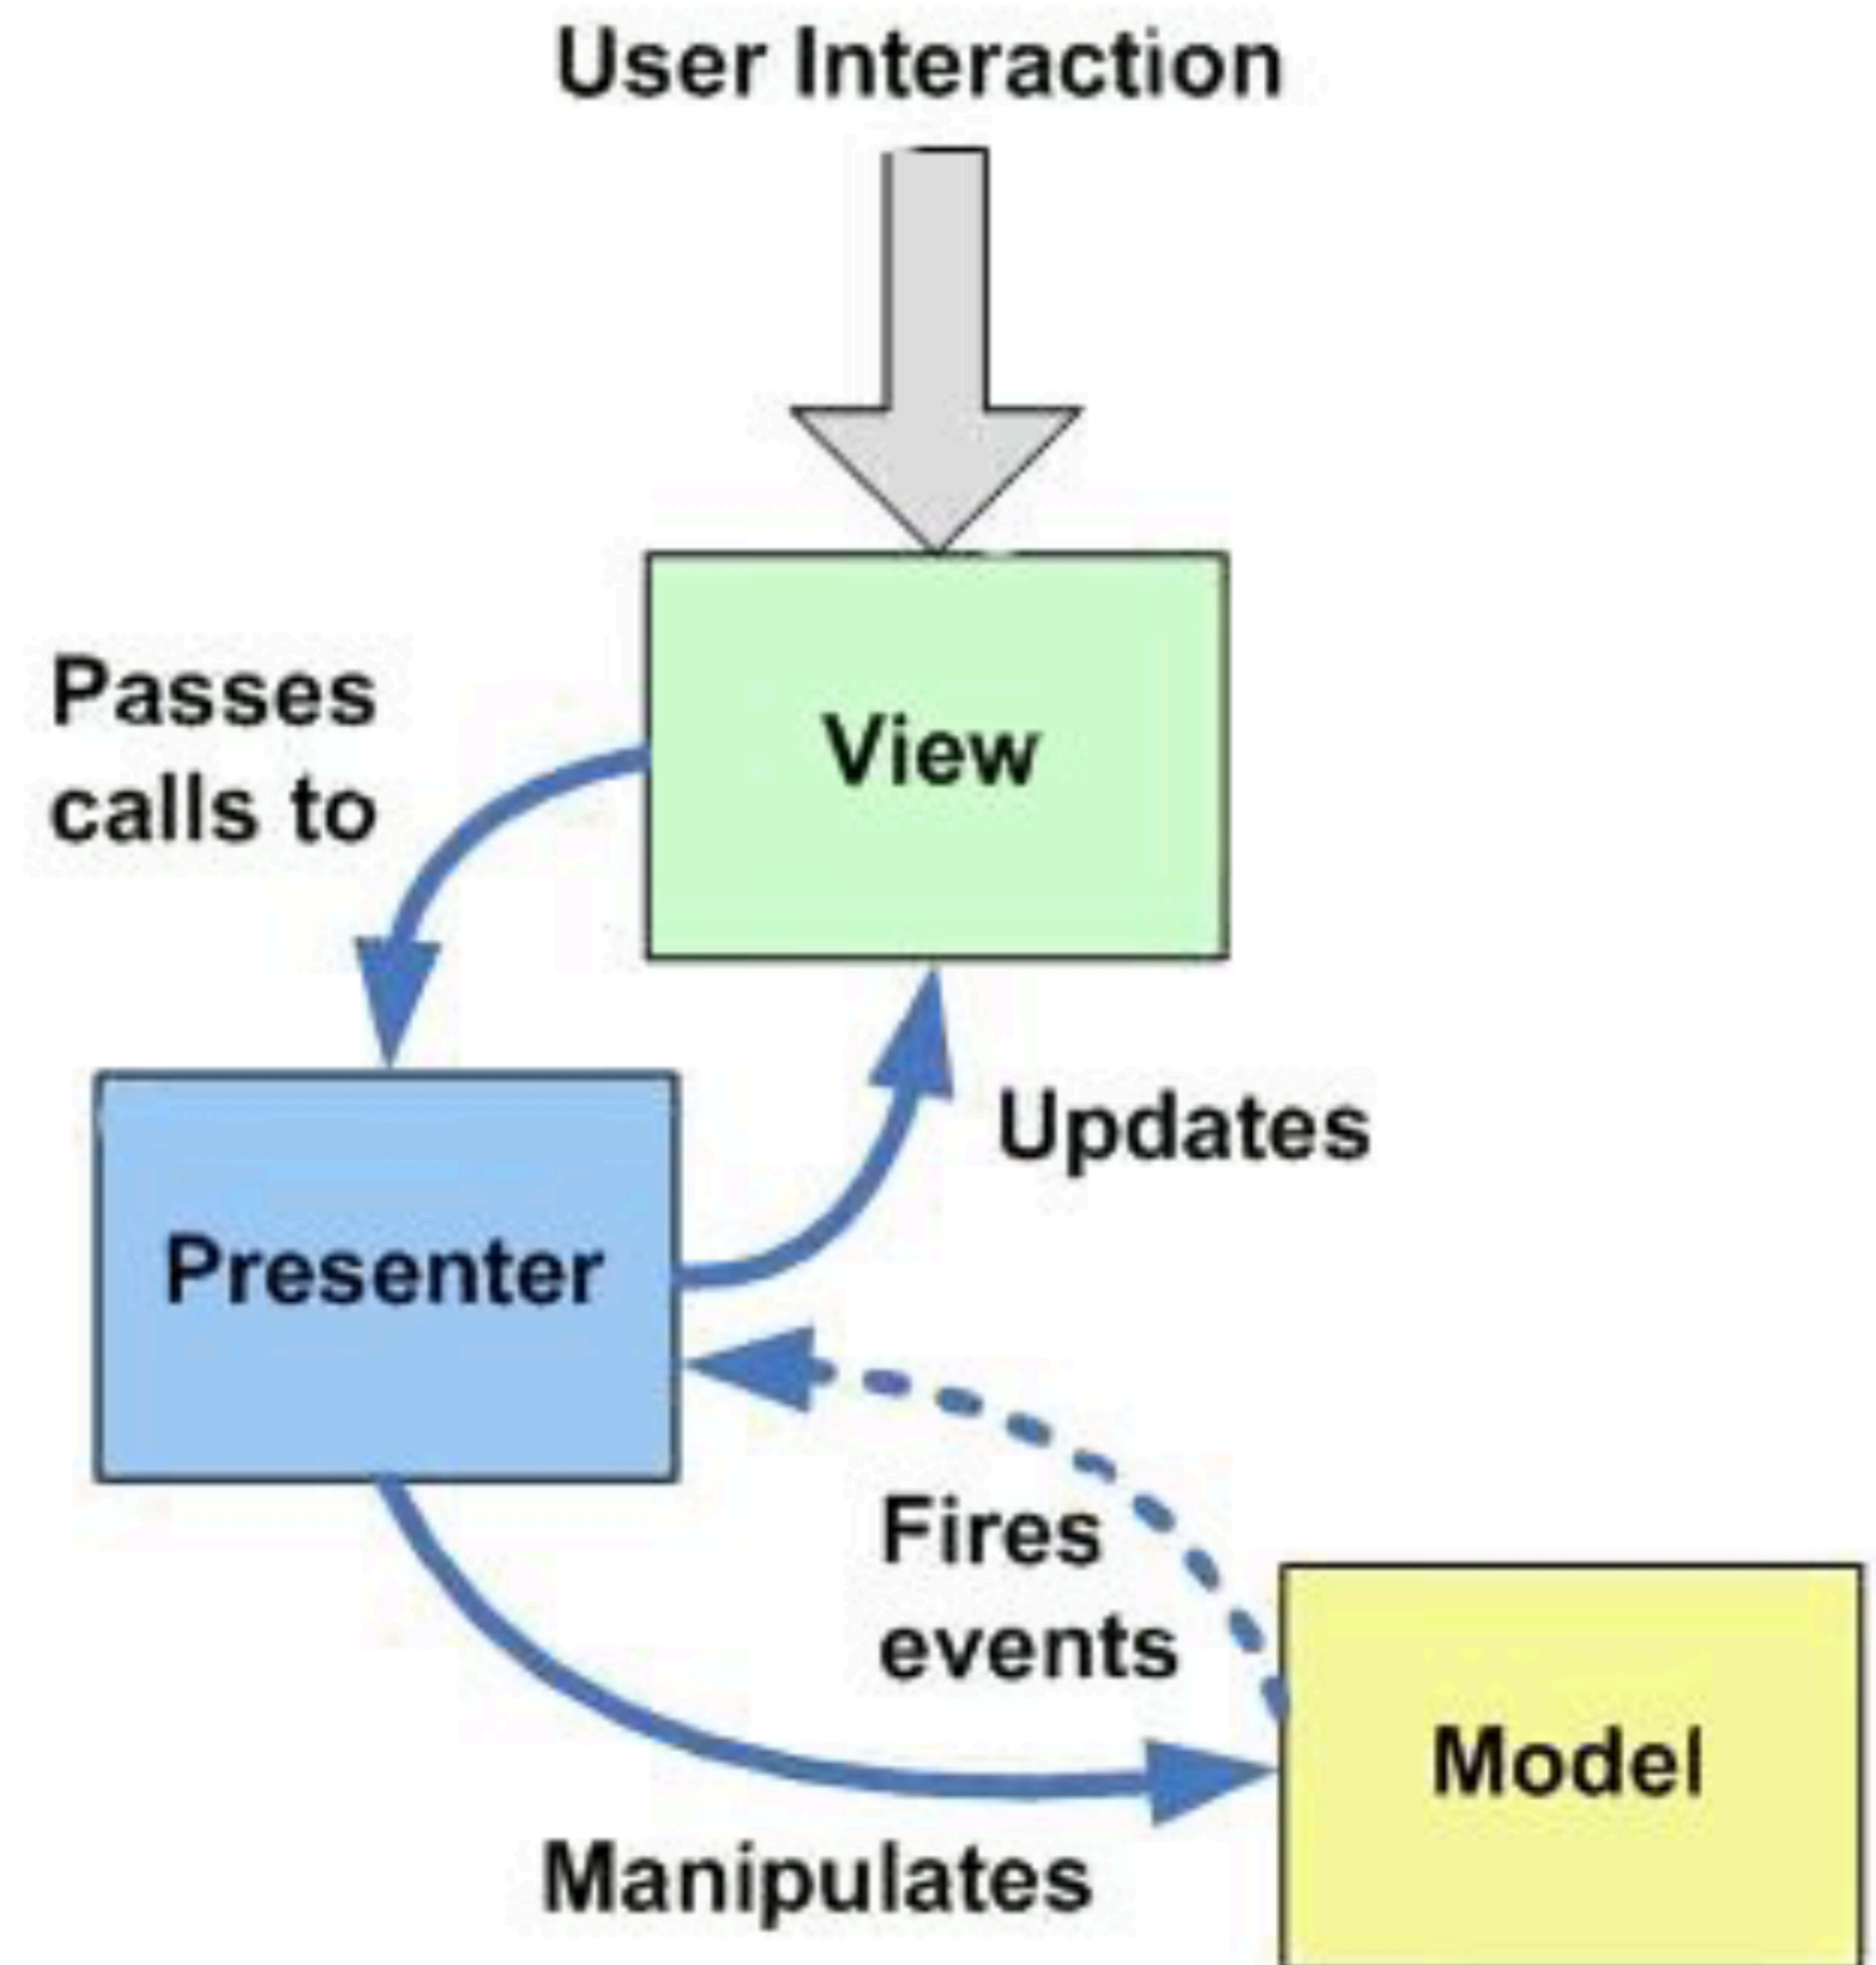 User Interaction
Passes
calls to
View
Updates
Presenter
Fires
events
Model
Manipulates